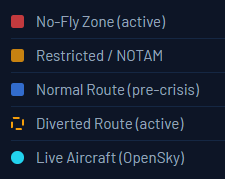 No-Fly Zone (active)
Restricted / NOTAM
Normal Route (pre-crisis)
Diverted Route (active)
Live Aircraft (OpenSky)